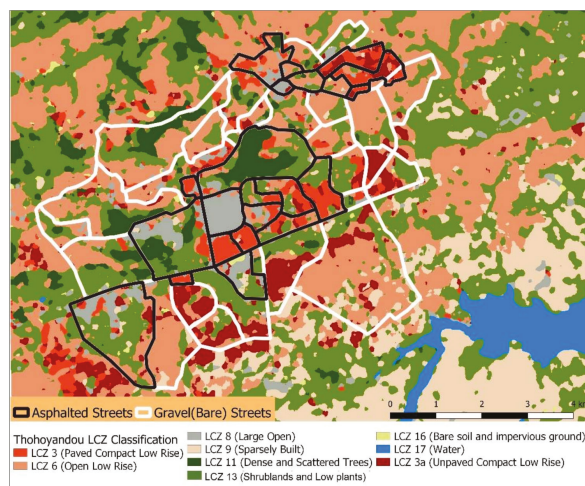 0 1 2 3 4 km
Asphalted Streets Gravel(Bare) Streets
Thohoyandou LCZ Classification
LCZ 3 (Paved Compact Low Rise)
LCZ 6 (Open Low Rise)
LCZ 8 (Large Open)
LCZ 9 (Sparsely Built)
LCZ 11 (Dense and Scattered Trees)
LCZ 13 (Shrublands and Low plants)
LCZ 16 (Bare soil and impervious ground)
LCZ 17 (Water)
LCZ 3a (Unpaved Compact Low Rise)